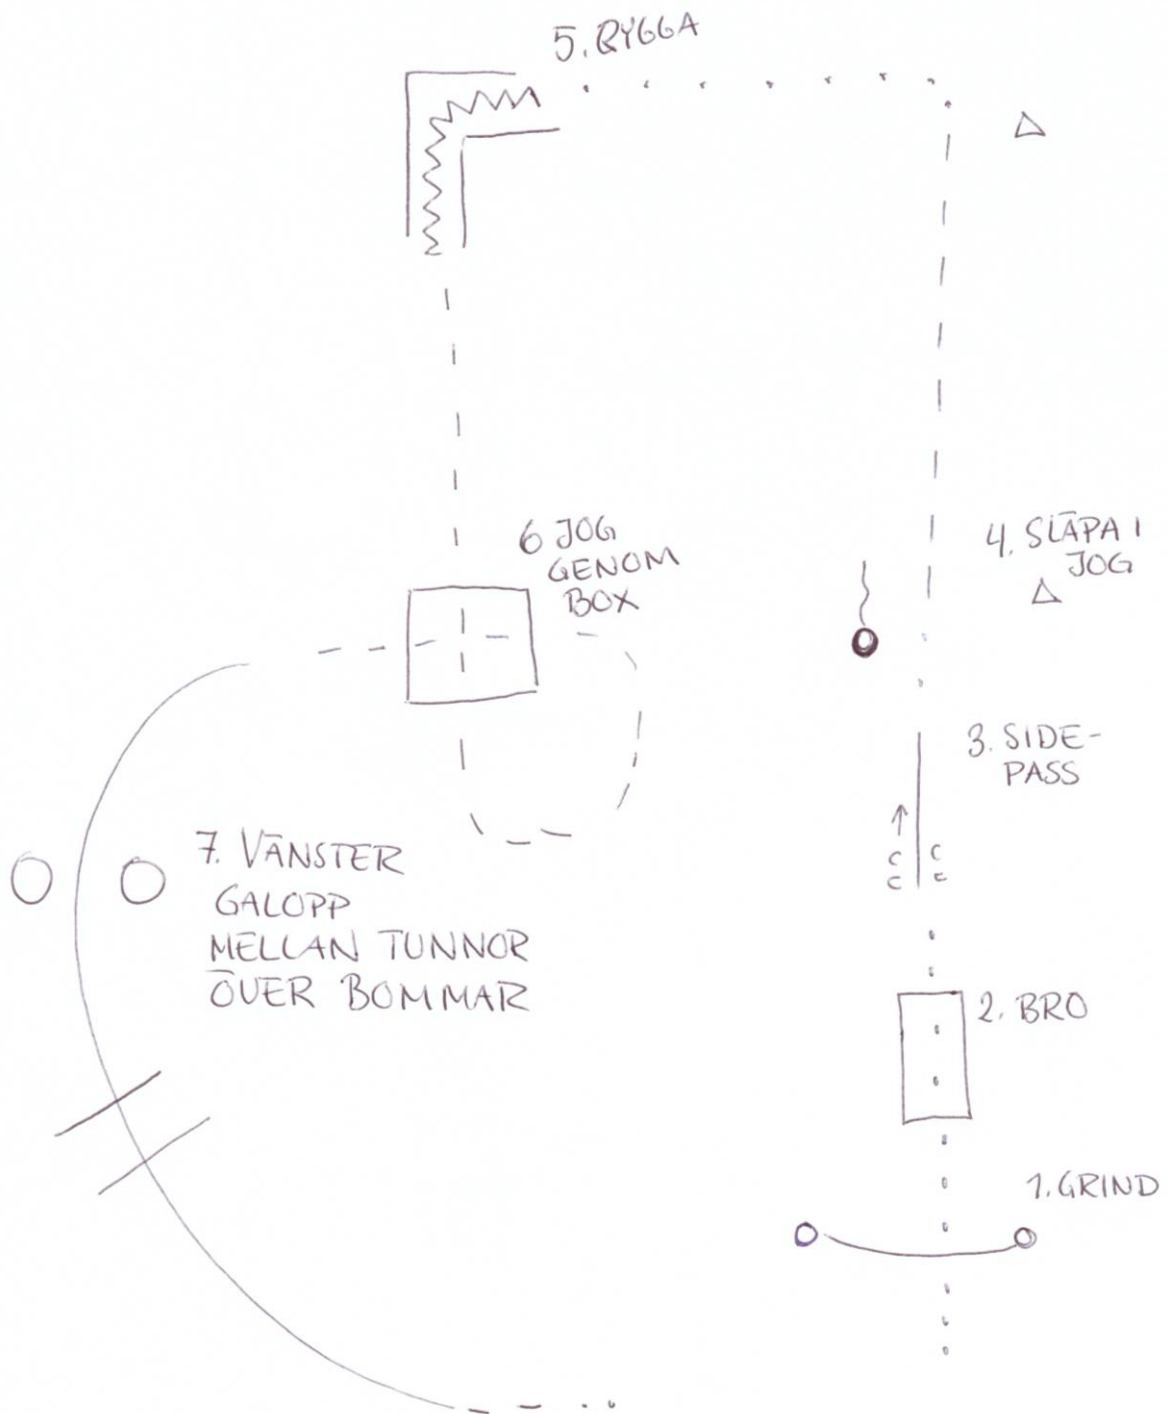 5. RYGGA
6 JOG
GENOM
BOX
4. SLÄPA I
JOG
3. SIDE-
PASS
7. VÄNSTER
GALOPP
MELLAN TUNNOR
ÖVER BOMMAR
2. BRO
1. GRIND